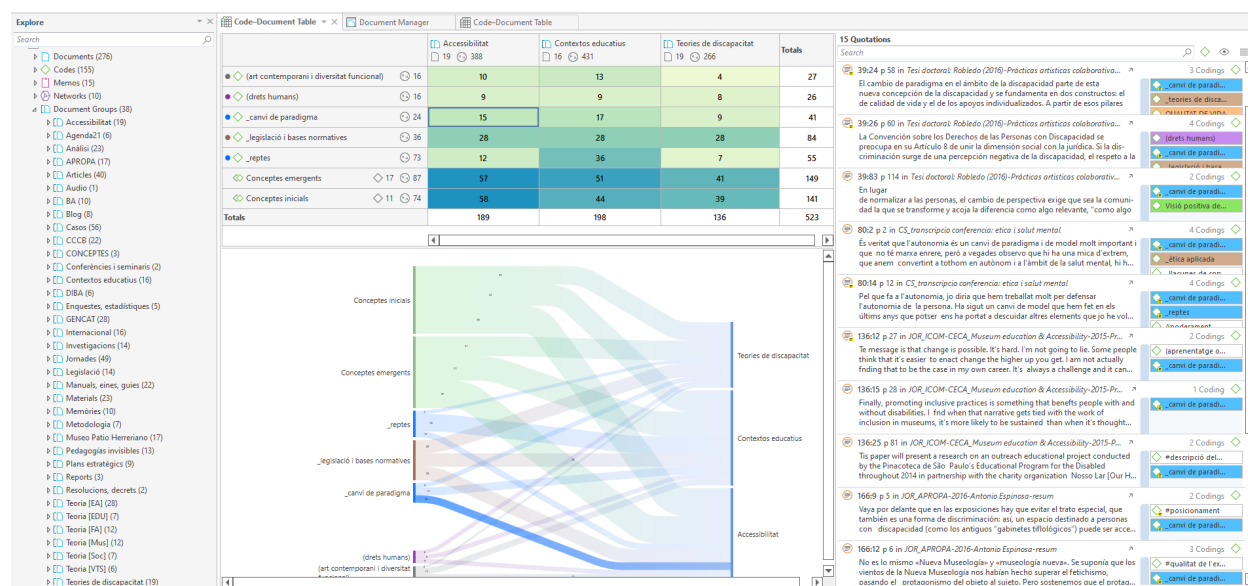 Explore
Search
Documents (276)
Codes (155)
Memos (15)
Networks (10)
Document Groups (38)
Accessibilitat (19)
Agenda21 (6)
Anàlisi (23)
APROPA (17)
Articles (40)
Audio (1)
BA (10)
Blog (8)
Casos (56)
CCCB (22)
CONCEPTES (3)
Conferències i seminaris (2)
Contextos educatius (16)
DIBA (6)
Enquestes, estadístiques (5)
GENCAT (28)
Internacional (16)
Investigacions (14)
Jornades (49)
Legislació (14)
Manuals, eines, guies (22)
Materials (23)
Memòries (10)
Metodologia (7)
Museo Patio Herreriano (17)
Pedagogías invisibles (13)
Plans estratègics (9)
Reports (3)
Resolucions, decrets (2)
Teoria [EA] (28)
Teoria [EDU] (7)
Teoria [FA] (12)
Teoria [Mus] (12)
Teoria [Soc] (7)
Teoria [VTS] (6)
Teories de discapacitat (19)
Code-Document Table
Document Manager
Code-Document Table
Accessibilitat
19 388
Contextos educatius
16 431
Teories de discapacitat
19 266
Totals
(art contemporani i diversitat funcional) 16 10 13 4 27
(drets humans) 16 9 9 8 26
_canvi de paradigma 24 15 17 9 41
_legislació i bases normatives 36 28 28 28 84
_reptes 73 12 36 7 55
Conceptes emergents 17 87 57 51 41 149
Conceptes inicials 11 74 58 44 39 141
Totals 189 198 136 523
Conceptes inicials
Conceptes emergents
_reptes
_legislació i bases normatives
_canvi de paradigma
(drets humans)
(art contemporani i diversitat
Teories de discapacitat
Contextos educatius
Accessibilitat
15 Quotations
Search
39:24 p 58 in Tesi doctoral: Robledo (2016)-Prácticas artísticas colaborativa...
3 Codings
El cambio de paradigma en el ámbito de la discapacidad parte de esta
nueva concepción de la discapacidad y se fundamenta en dos constructos: el
de calidad de vida y el de los apoyos individualizados. A partir de esos pilares
_canvi de paradi...
_teories de disca...
QUALITAT DE VIDA
39:26 p 60 in Tesi doctoral: Robledo (2016)-Prácticas artísticas colaborativa...
4 Codings
La Convención sobre los Derechos de las Personas con Discapacidad se
preocupa en su Artículo 8 de unir la dimensión social con la jurídica. Si la dis-
criminación surge de una percepción negativa de la discapacidad, el respeto a la
(drets humans)
_canvi de paradi...
_legislació i base
39:83 p 114 in Tesi doctoral: Robledo (2016)-Prácticas artísticas colaborativ...
2 Codings
En lugar
de normalizar a las personas, el cambio de perspectiva exige que sea la comuni-
dad la que se transforme y acoja la diferencia como algo relevante, "como algo
_canvi de paradi...
Visió positiva de...
80:2 p 2 in CS_transcripcio conferencia: etica i salut mental
4 Codings
És veritat que l'autonomia és un canvi de paradigma i de model molt important i
que no té marxa enrere, però a vegades observo que hi ha una mica d'extrem,
que anem convertint a tothom en autònom i a l'àmbit de la salut mental, hi h...
_canvi de paradi...
_ética aplicada
llacunes de con
80:14 p 12 in CS_transcripcio conferencia: etica i salut mental
4 Codings
Pel que fa a l'autonomia, jo diria que hem treballat molt per defensar
l'autonomia de la persona. Ha sigut un canvi de model que hem fet en els
últims anys que potser ens ha portat a descuidar altres elements que jo he vol...
_canvi de paradi...
_reptes
Apoderament
136:12 p 27 in JOR_ICOM-CECA_Museum education & Accessibility-2015-Pr...
2 Codings
Te message is that change is possible. It's hard. I'm not going to lie. Some people
think that it's easier to enact change the higher up you get. I am not actually
fnding that to be the case in my own career. It's always a challenge and it can...
(aprenentatge o...
_canvi de paradi...
136:15 p 28 in JOR_ICOM-CECA_Museum education & Accessibility-2015-Pr...
1 Coding
Finally, promoting inclusive practices is something that benefts people with and
without disabilities. I fnd when that narrative gets tied with the work of
inclusion in museums, it's more likely to be sustained than when it's thought...
_canvi de paradi...
136:25 p 81 in JOR_ICOM-CECA_Museum education & Accessibility-2015-P...
2 Codings
Tis paper will present a research on an outreach educational project conducted
by the Pinacoteca de São Paulo's Educational Program for the Disabled
throughout 2014 in partnership with the charity organization Nosso Lar [Our H...
#descripció del...
_canvi de paradi...
166:9 p 5 in JOR_APROPA-2016-Antonio Espinosa-resum
2 Codings
Vaya por delante que en las exposiciones hay que evitar el trato especial, que
también es una forma de discriminación: así, un espacio destinado a personas
con discapacidad (como los antiguos "gabinetes tiflológicos") puede ser acce...
#posicionament
_canvi de paradi...
166:12 p 6 in JOR_APROPA-2016-Antonio Espinosa-resum
3 Codings
No es lo mismo «Nueva Museología» y «museología nueva». Se suponía que los
vientos de la Nueva Museología nos habían hecho superar el fetichismo,
pasando el protagonismo del objeto al sujeto. Pero sostenemos que el protag...
#qualitat de l'ex...
_canvi de paradi...